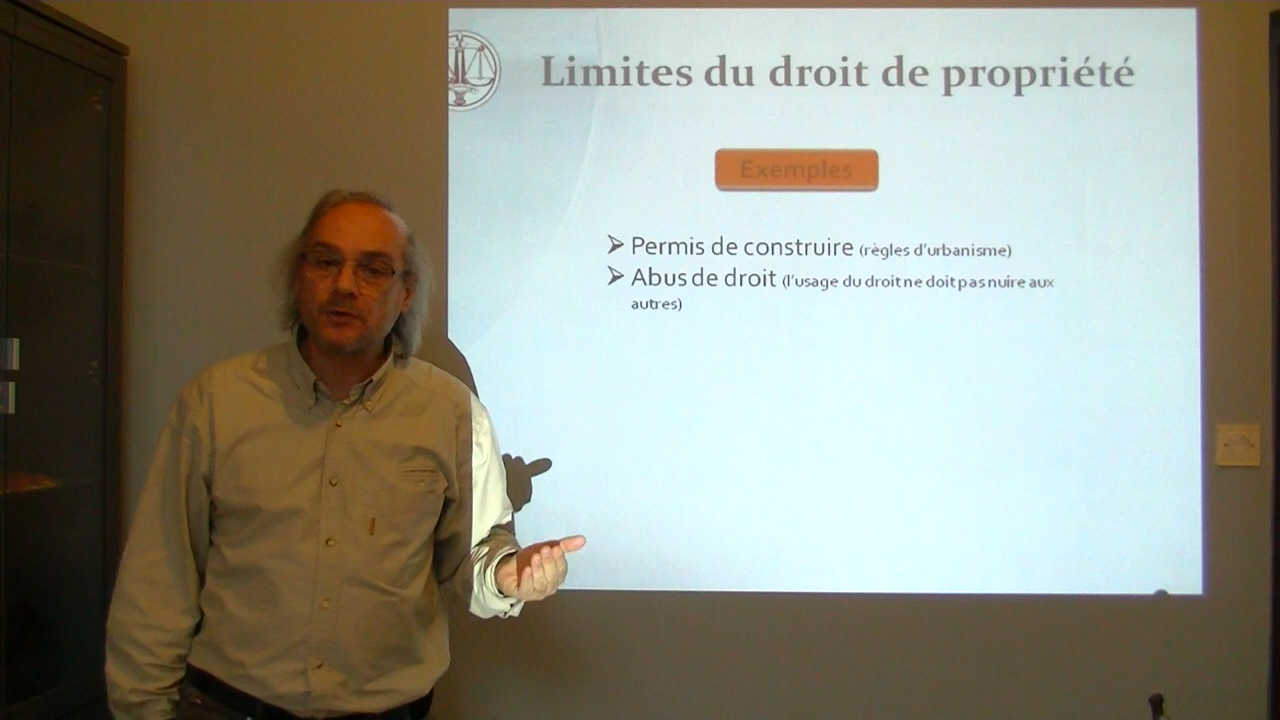 Limites du droit de propriété
Exemples
Permis de construire (règles d'urbanisme)
Abus de droit (l'usage du droit ne doit pas nuire aux
autres)